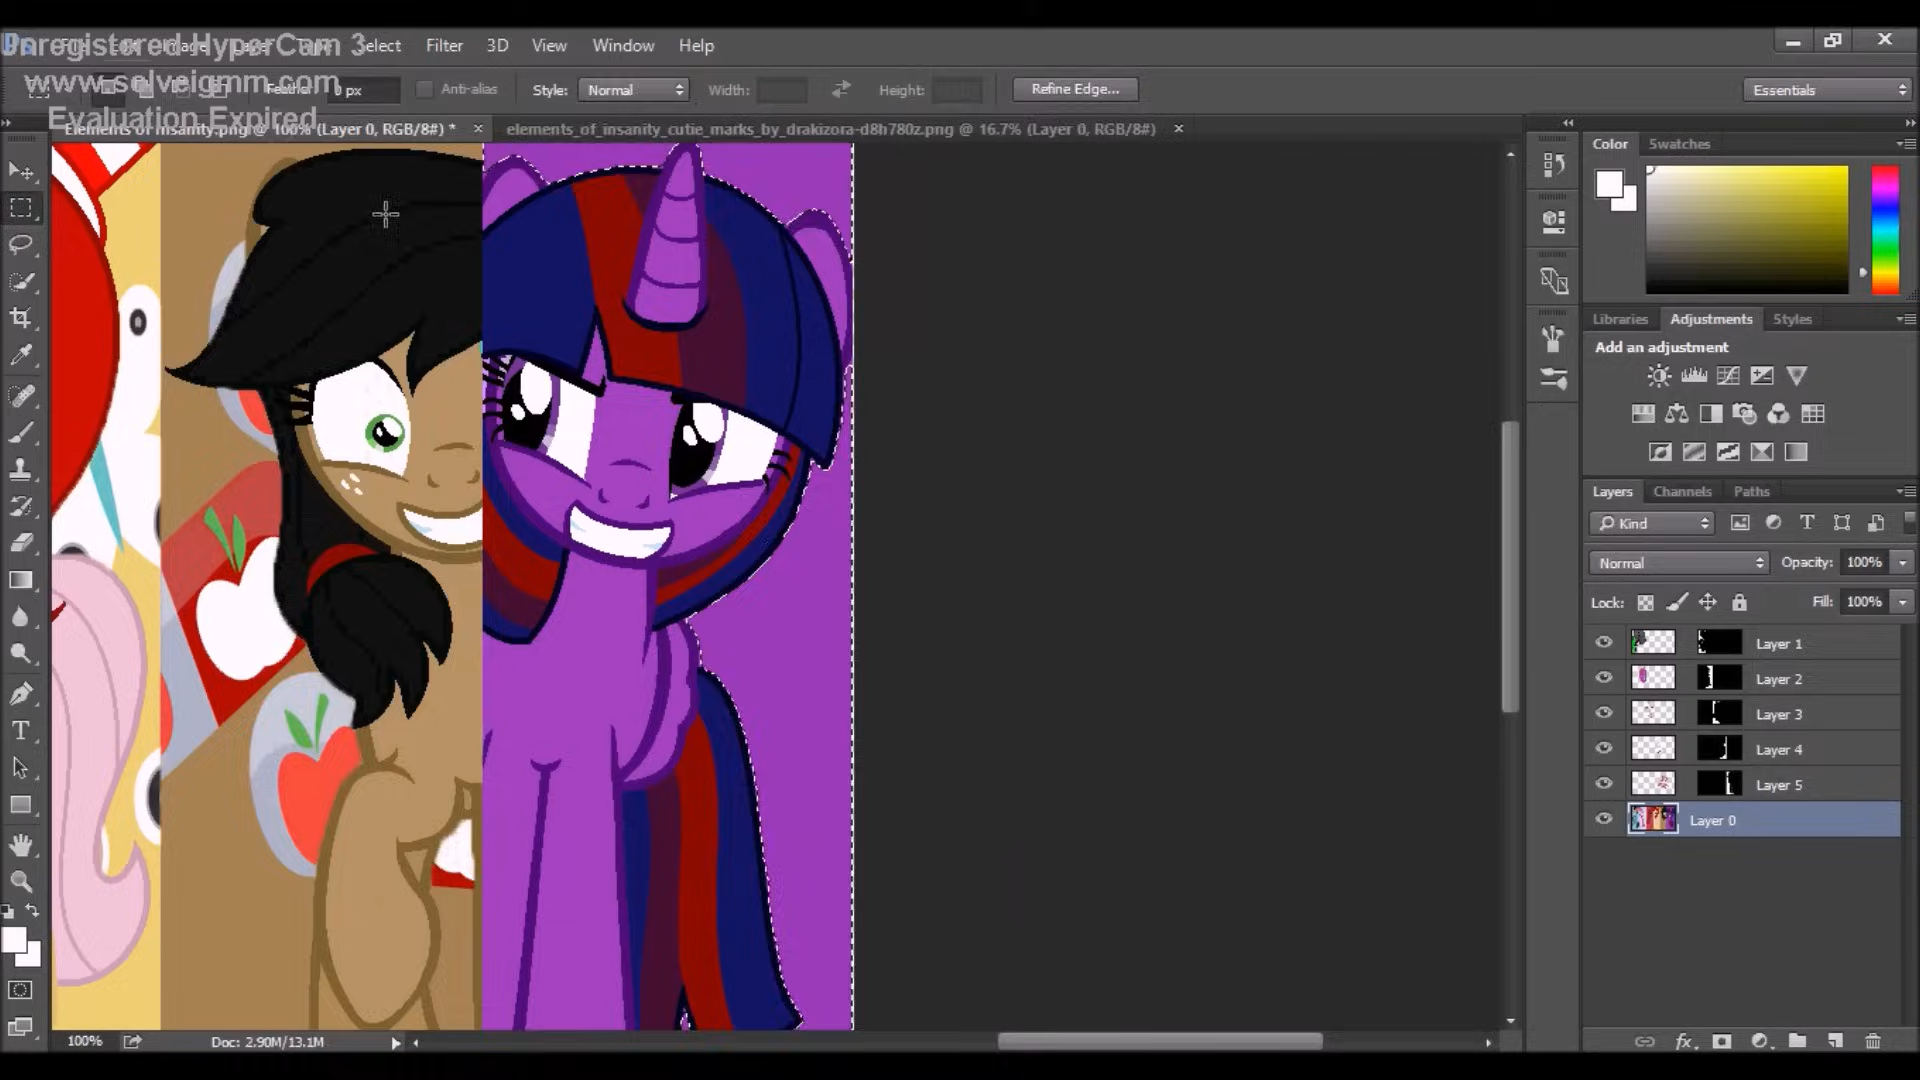 Unregistered HyperCam 3
www.solveigmm.com
Evaluation Expired
Select Filter 3D View Window Help
Feather: 0 px Anti-alias Style: Normal Width: Height: Refine Edge... Essentials
Elements of Insanity.png @ 100% (Layer 0, RGB/8#) * × elements_of_insanity_cutie_marks_by_drakizora-d8h780z.png @ 16.7% (Layer 0, RGB/8#) ×
Color Swatches
Libraries Adjustments Styles
Add an adjustment
Layers Channels Paths
Kind
Normal Opacity: 100%
Lock: Fill: 100%
Layer 1
Layer 2
Layer 3
Layer 4
Layer 5
Layer 0
100% Doc: 2.90M/13.1M